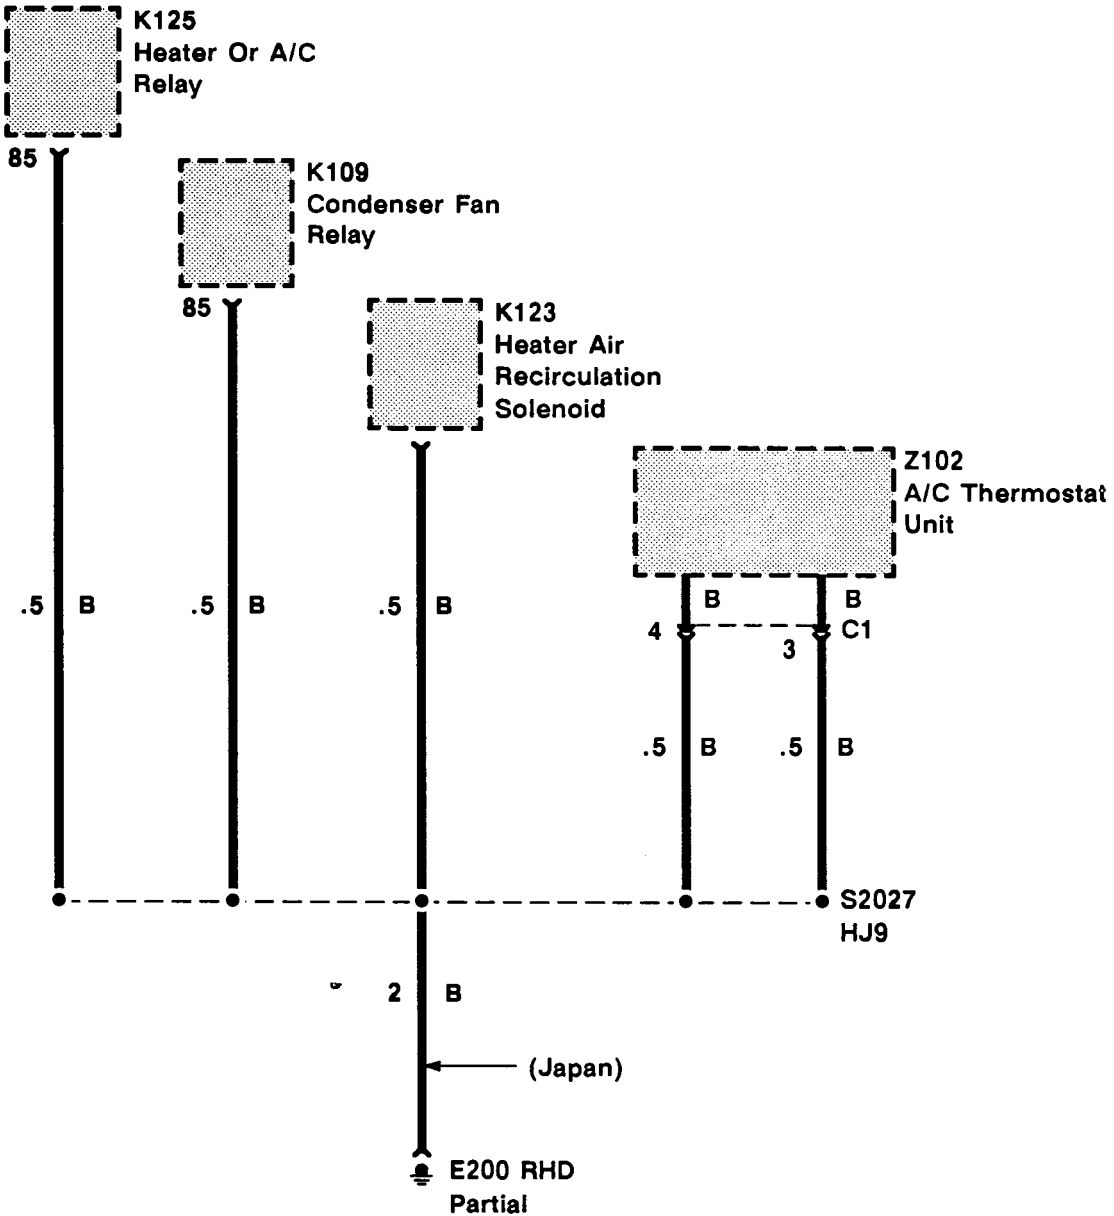 K125
Heater Or A/C
Relay
85
K109
Condenser Fan
Relay
85
K123
Heater Air
Recirculation
Solenoid
Z102
A/C Thermostat
Unit
.5 B
.5 B
.5 B
B
B
4
3
C1
.5 B
.5 B
S2027
HJ9
2 B
(Japan)
E200 RHD
Partial